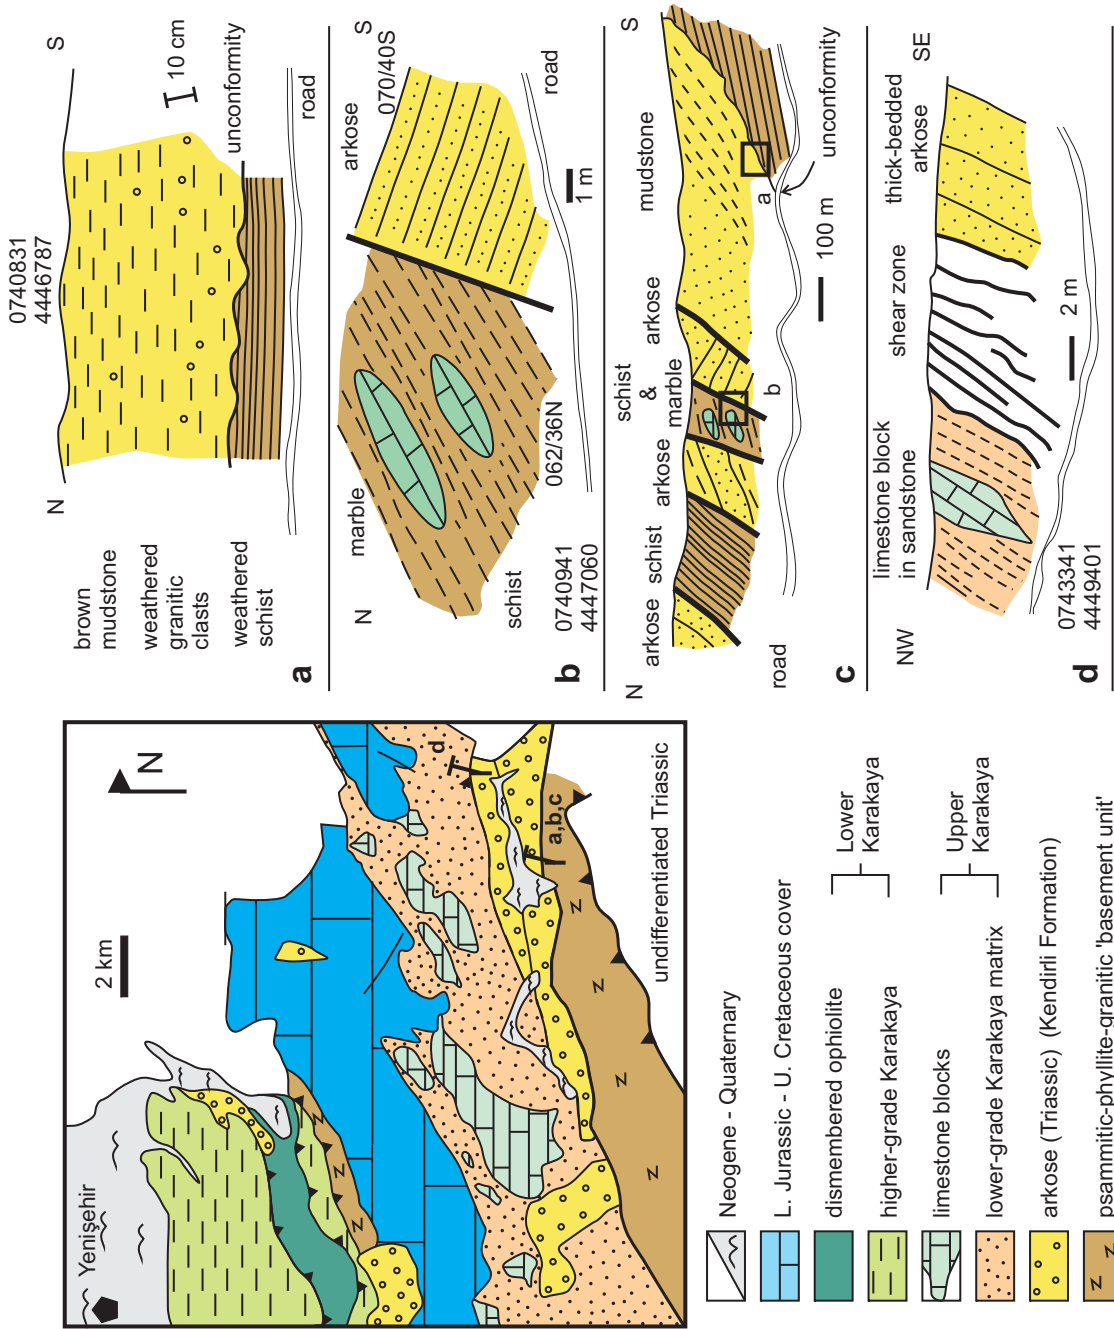 Yenişehir
2 km
N
d
a,b,c
undifferentiated Triassic
Neogene - Quaternary
L. Jurassic - U. Cretaceous cover
dismembered ophiolite
higher-grade Karakaya
Lower
Karakaya
limestone blocks
lower-grade Karakaya matrix
Upper
Karakaya
arkose (Triassic) (Kendirli Formation)
psammitic-phyllite-granitic 'basement unit'
z
z
z
z
z
z
z
z
z
a
0740831
4446787
N
S
10 cm
brown
mudstone
weathered
granitic
clasts
weathered
schist
unconformity
road
b
N
S
marble
arkose
070/40S
schist
062/36N
0740941
4447060
1 m
road
c
N
S
arkose
schist
arkose
schist
&
marble
arkose
mudstone
a
b
unconformity
100 m
road
d
NW
SE
limestone block
in sandstone
shear zone
thick-bedded
arkose
0743341
4449401
2 m